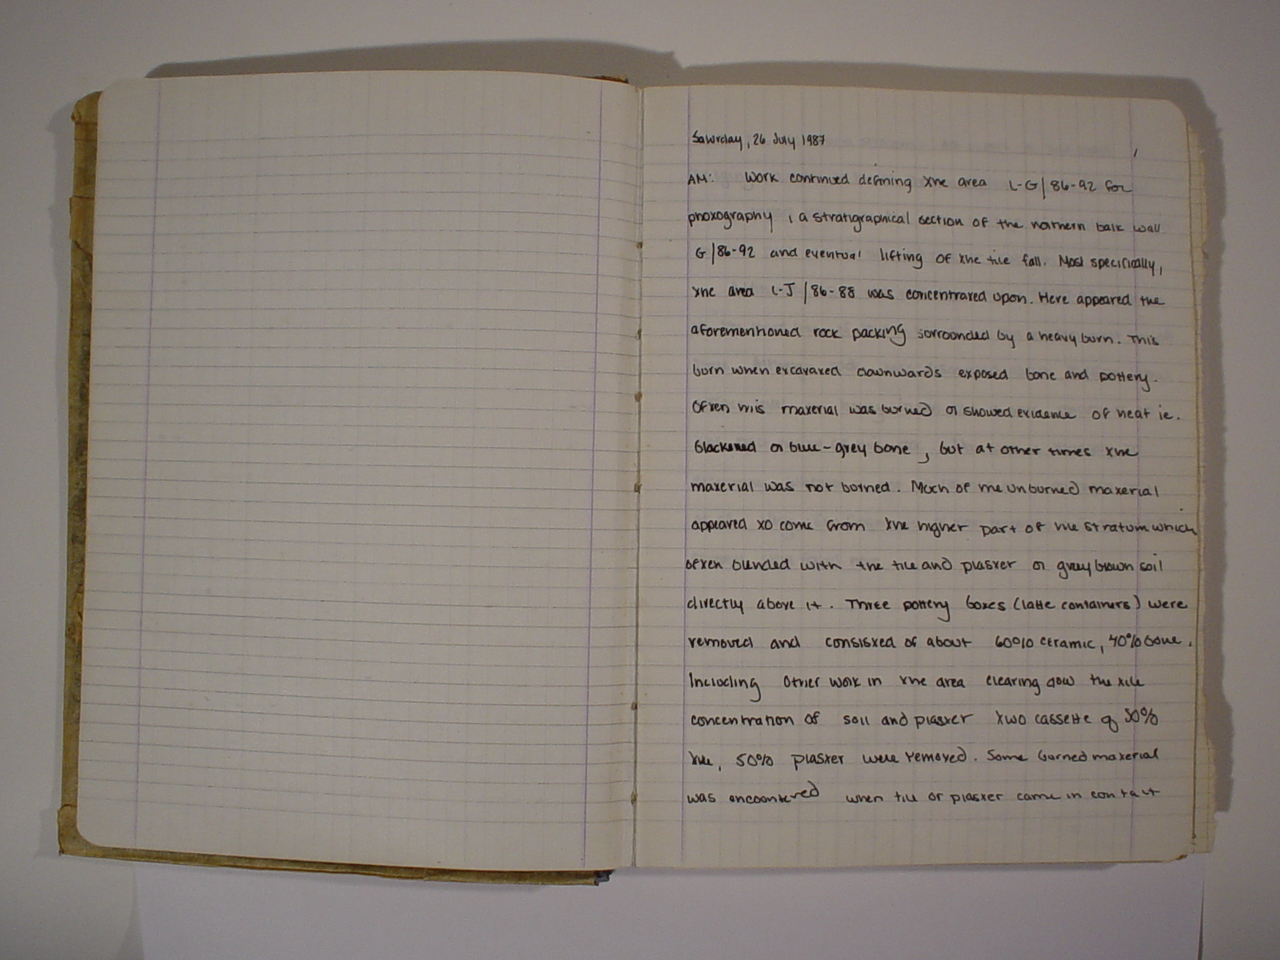 Saturday, 26 July 1987
AM: Work continued defining the area L-G/86-92 for
photography, a stratigraphical section of the northern balk wall
G/86-92 and eventual lifting of the tile fall. Most specifically,
the area L-J/86-88 was concentrated upon. Here appeared the
aforementioned rock packing sorrounded by a heavy burn. This
burn when excavated downwards exposed bone and pottery.
Often this material was burned or showed evidence of heat ie.
blackened or blue-grey bone, but at other times the
material was not burned. Much of the unburned material
appeared to come from the higher part of the stratum which
often blended with the tile and plaster or grey brown soil
directly above it. Three pottery boxes (latte containers) were
removed and consisted of about 60% ceramic, 40% bone.
Including other work in the area clearing dow the tile
concentration of soil and plaster two cassette of 50%
tile, 50% plaster were removed. Some burned material
was encountered when tile or plaster came in contact